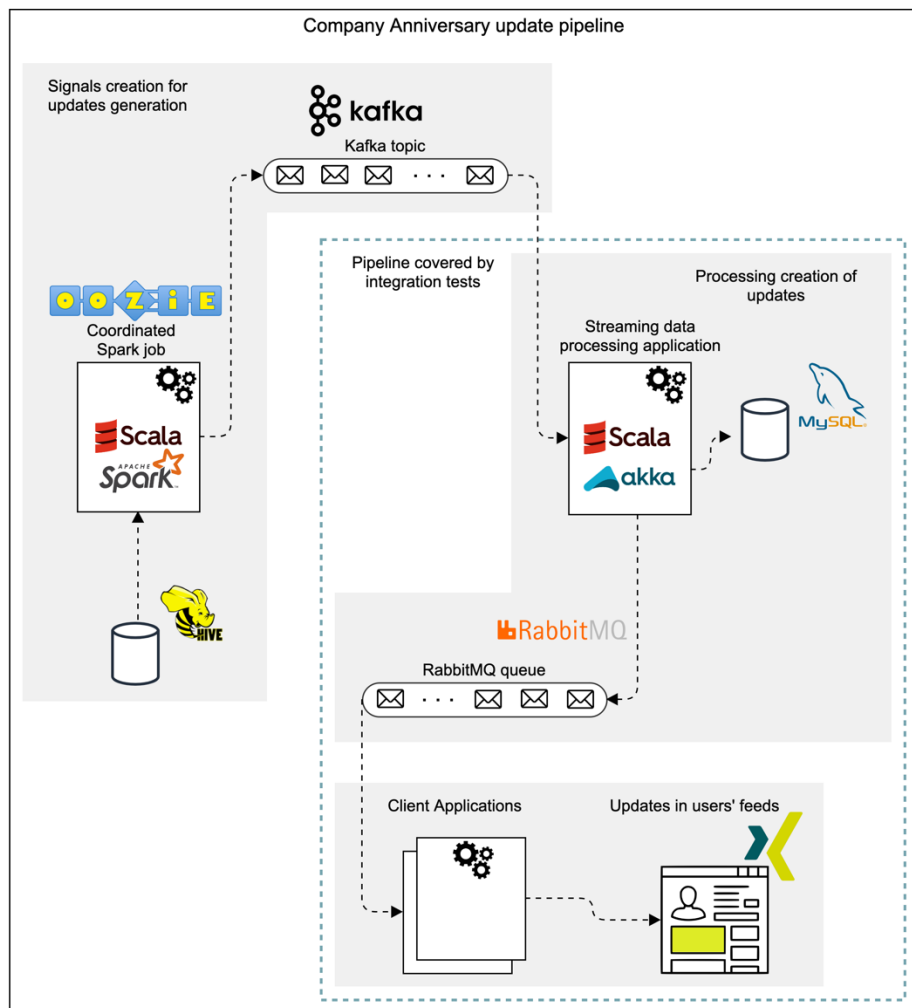 Company Anniversary update pipeline
Signals creation for
updates generation
kafka
Kafka topic
OOZiE
Coordinated
Spark job
Scala
APACHE
Spark™
HIVE
Pipeline covered by
integration tests
Processing creation of
updates
Streaming data
processing application
Scala
akka
MySQL®
RabbitMQ
RabbitMQ queue
Client Applications
Updates in users' feeds